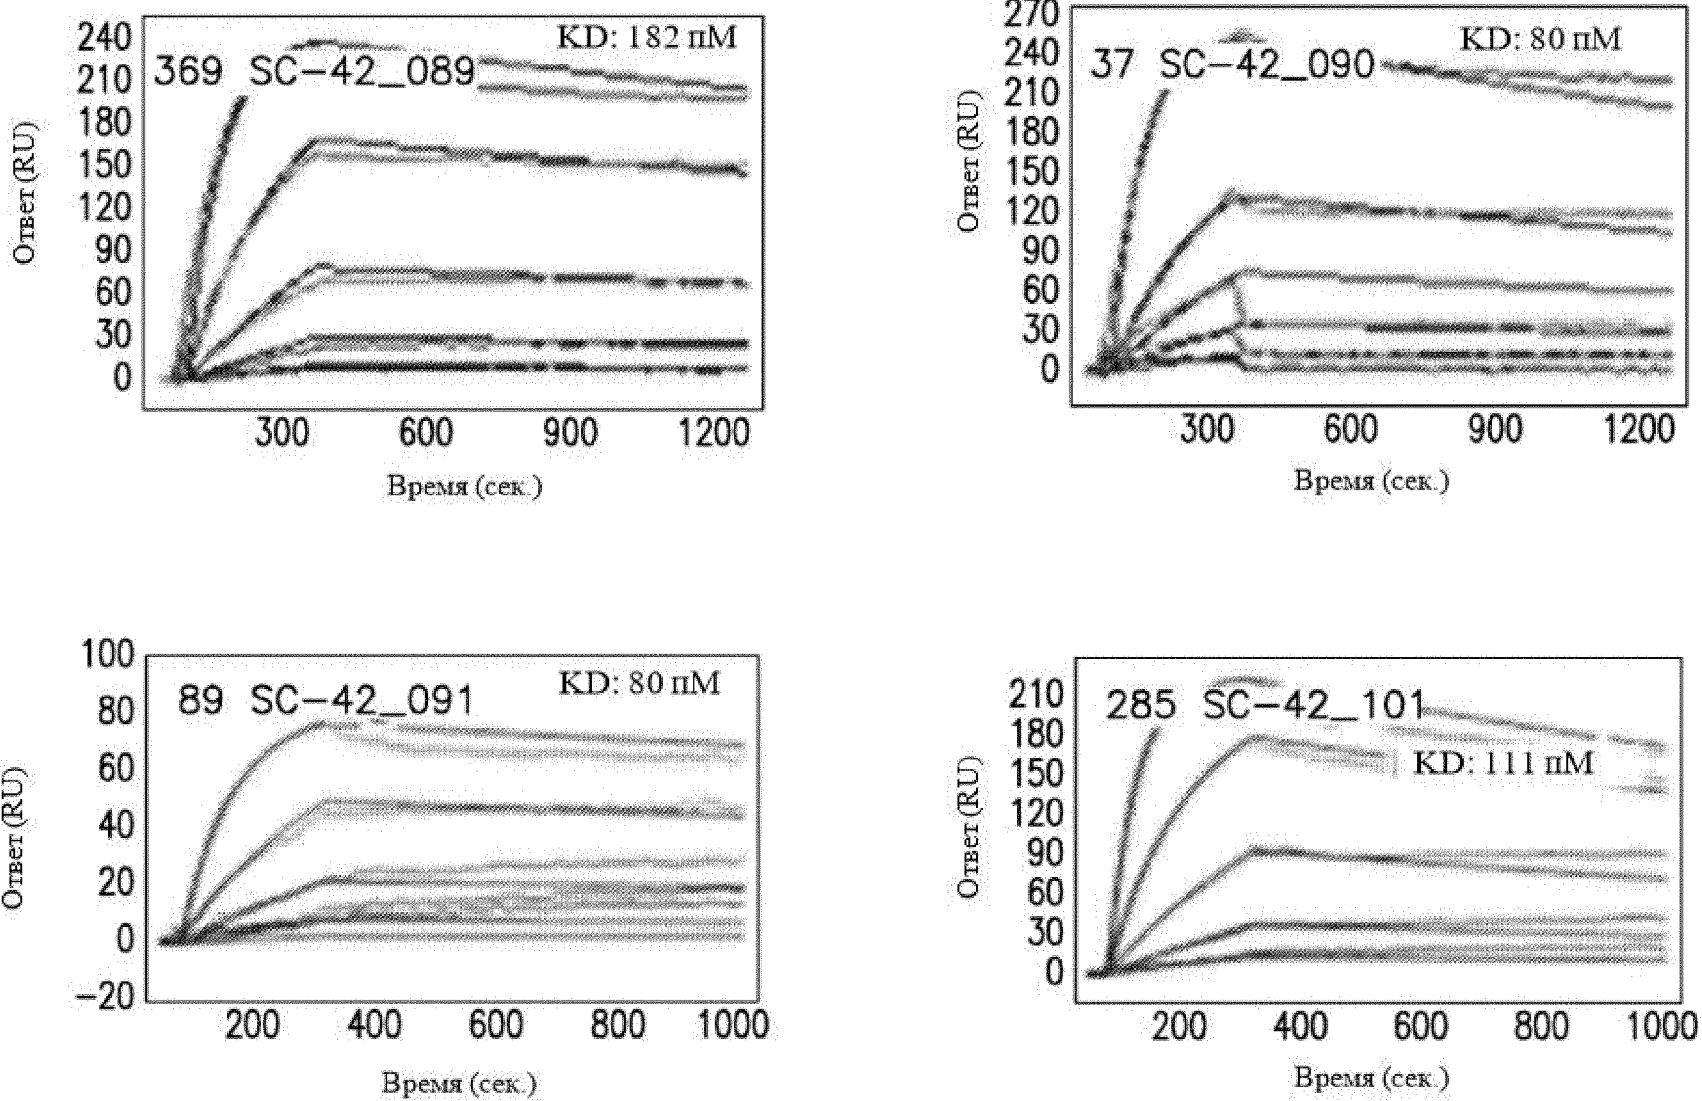 240
210
180
150
120
90
60
30
0
KD: 182 пМ
369 SC-42_089
Ответ (RU)
300 600 900 1200
Время (сек.)
270
240
210
180
150
120
90
60
30
0
KD: 80 пМ
37 SC-42_090
Ответ (RU)
300 600 900 1200
Время (сек.)
100
80
60
40
20
0
-20
KD: 80 пМ
89 SC-42_091
Ответ (RU)
200 400 600 800 1000
Время (сек.)
210
180
150
120
90
60
30
0
285 SC-42_101
KD: 111 пМ
Ответ (RU)
200 400 600 800 1000
Время (сек.)